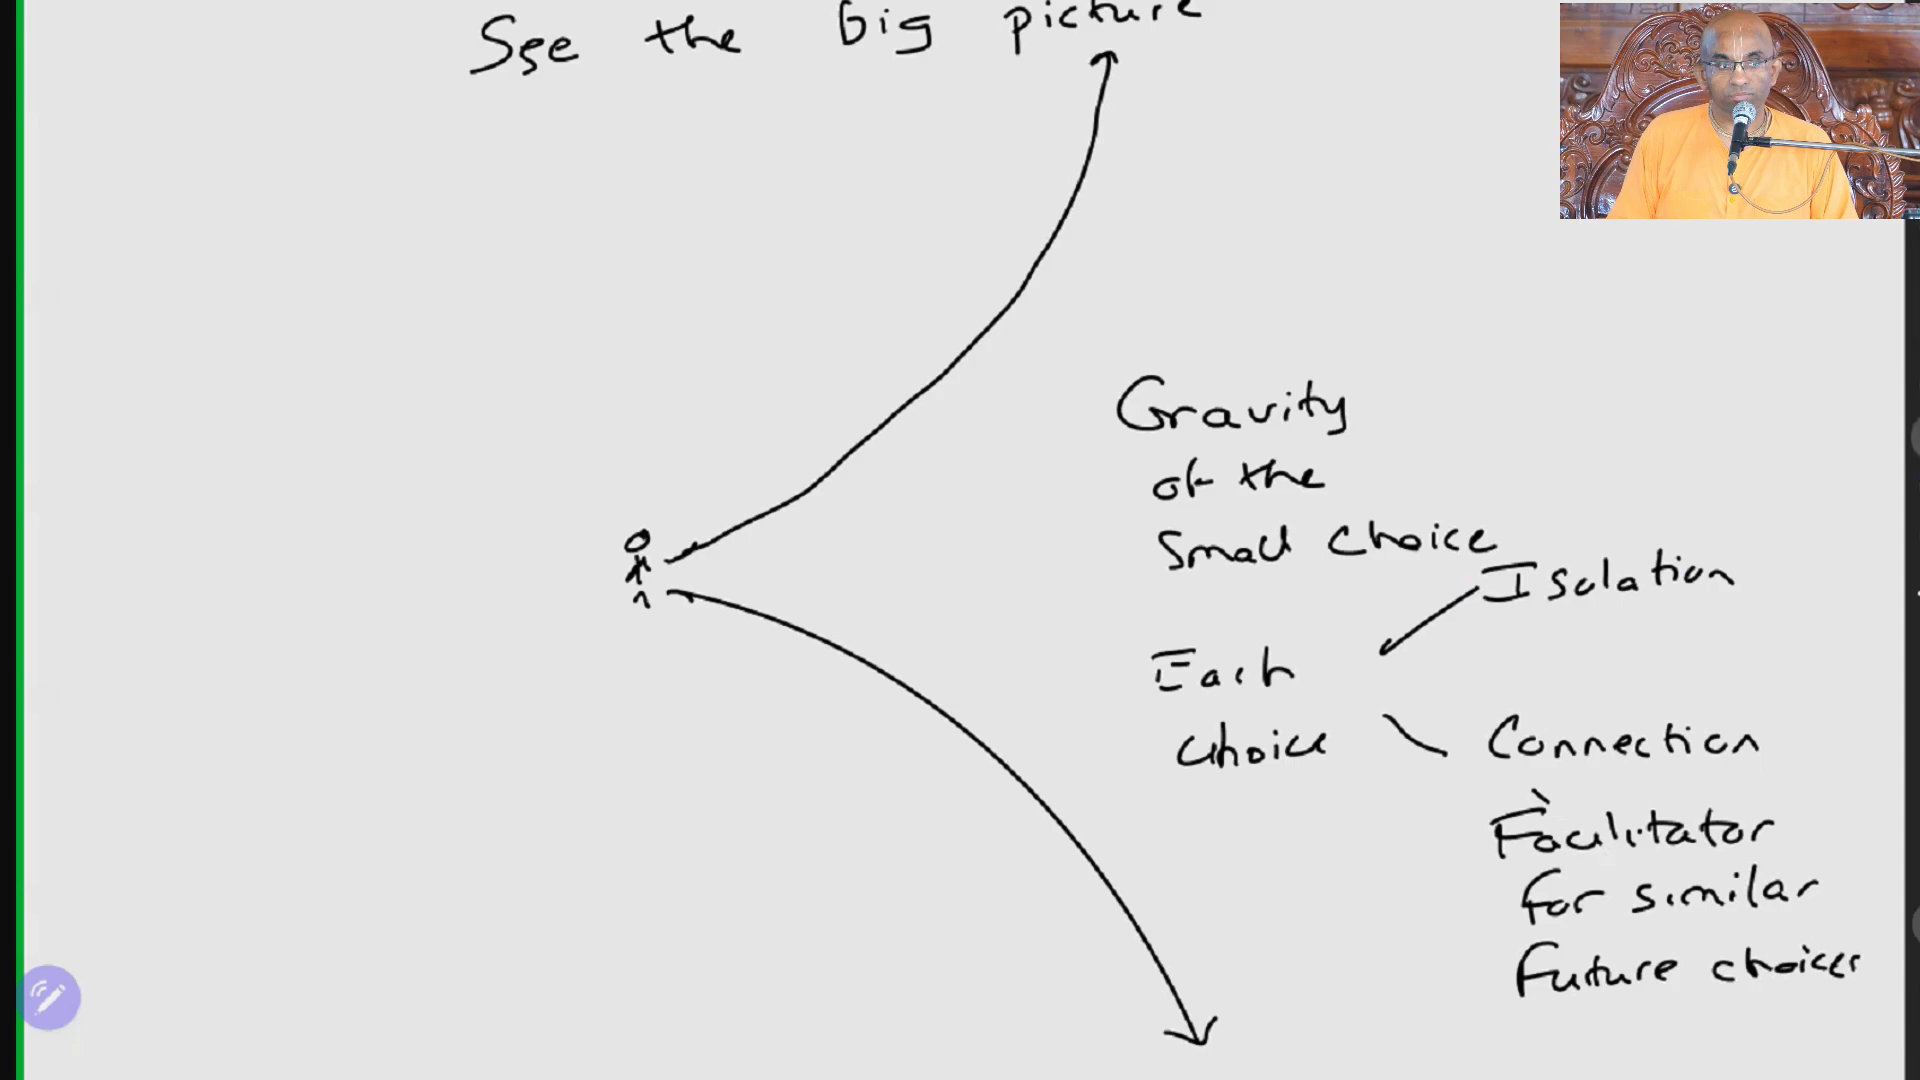 See the big picture
Gravity
of the
Small choice
Isolation
Each
choice
Connection
Facilitator
for similar
Future choices